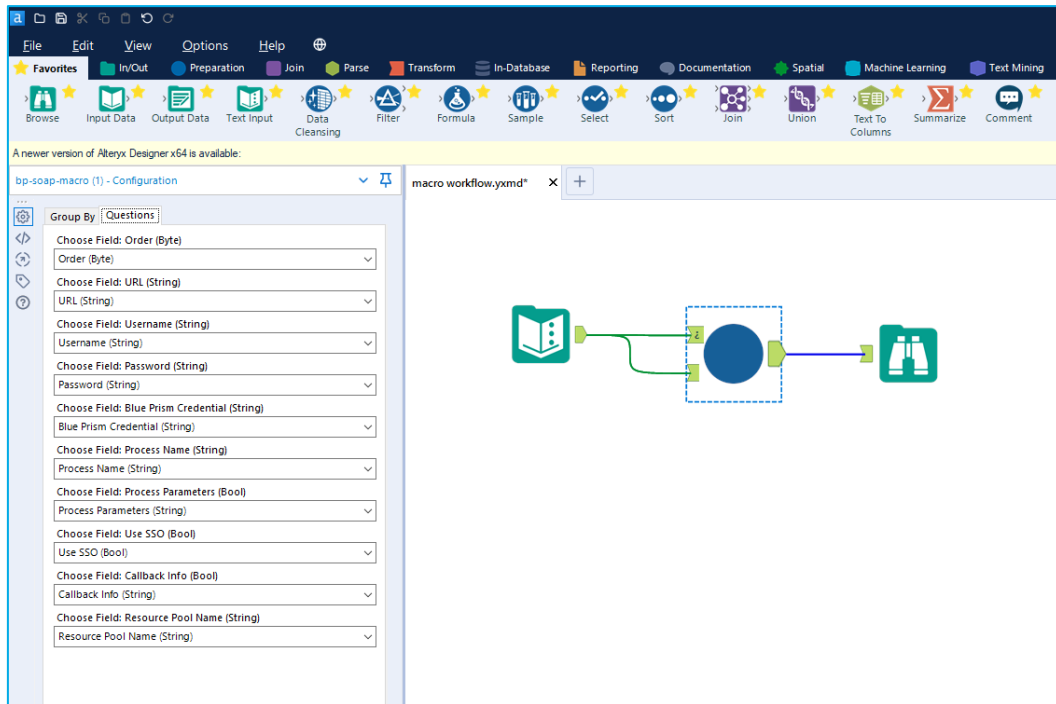 a
File Edit View Options Help
Favorites In/Out Preparation Join Parse Transform In-Database Reporting Documentation Spatial Machine Learning Text Mining
Browse Input Data Output Data Text Input Data Cleansing Filter Formula Sample Select Sort Join Union Text To Columns Summarize Comment
A newer version of Alteryx Designer x64 is available:
bp-soap-macro (1) - Configuration
macro workflow.yxmd*
Group By Questions
Choose Field: Order (Byte)
Order (Byte)
Choose Field: URL (String)
URL (String)
Choose Field: Username (String)
Username (String)
Choose Field: Password (String)
Password (String)
Choose Field: Blue Prism Credential (String)
Blue Prism Credential (String)
Choose Field: Process Name (String)
Process Name (String)
Choose Field: Process Parameters (Bool)
Process Parameters (String)
Choose Field: Use SSO (Bool)
Use SSO (Bool)
Choose Field: Callback Info (Bool)
Callback Info (String)
Choose Field: Resource Pool Name (String)
Resource Pool Name (String)
¿